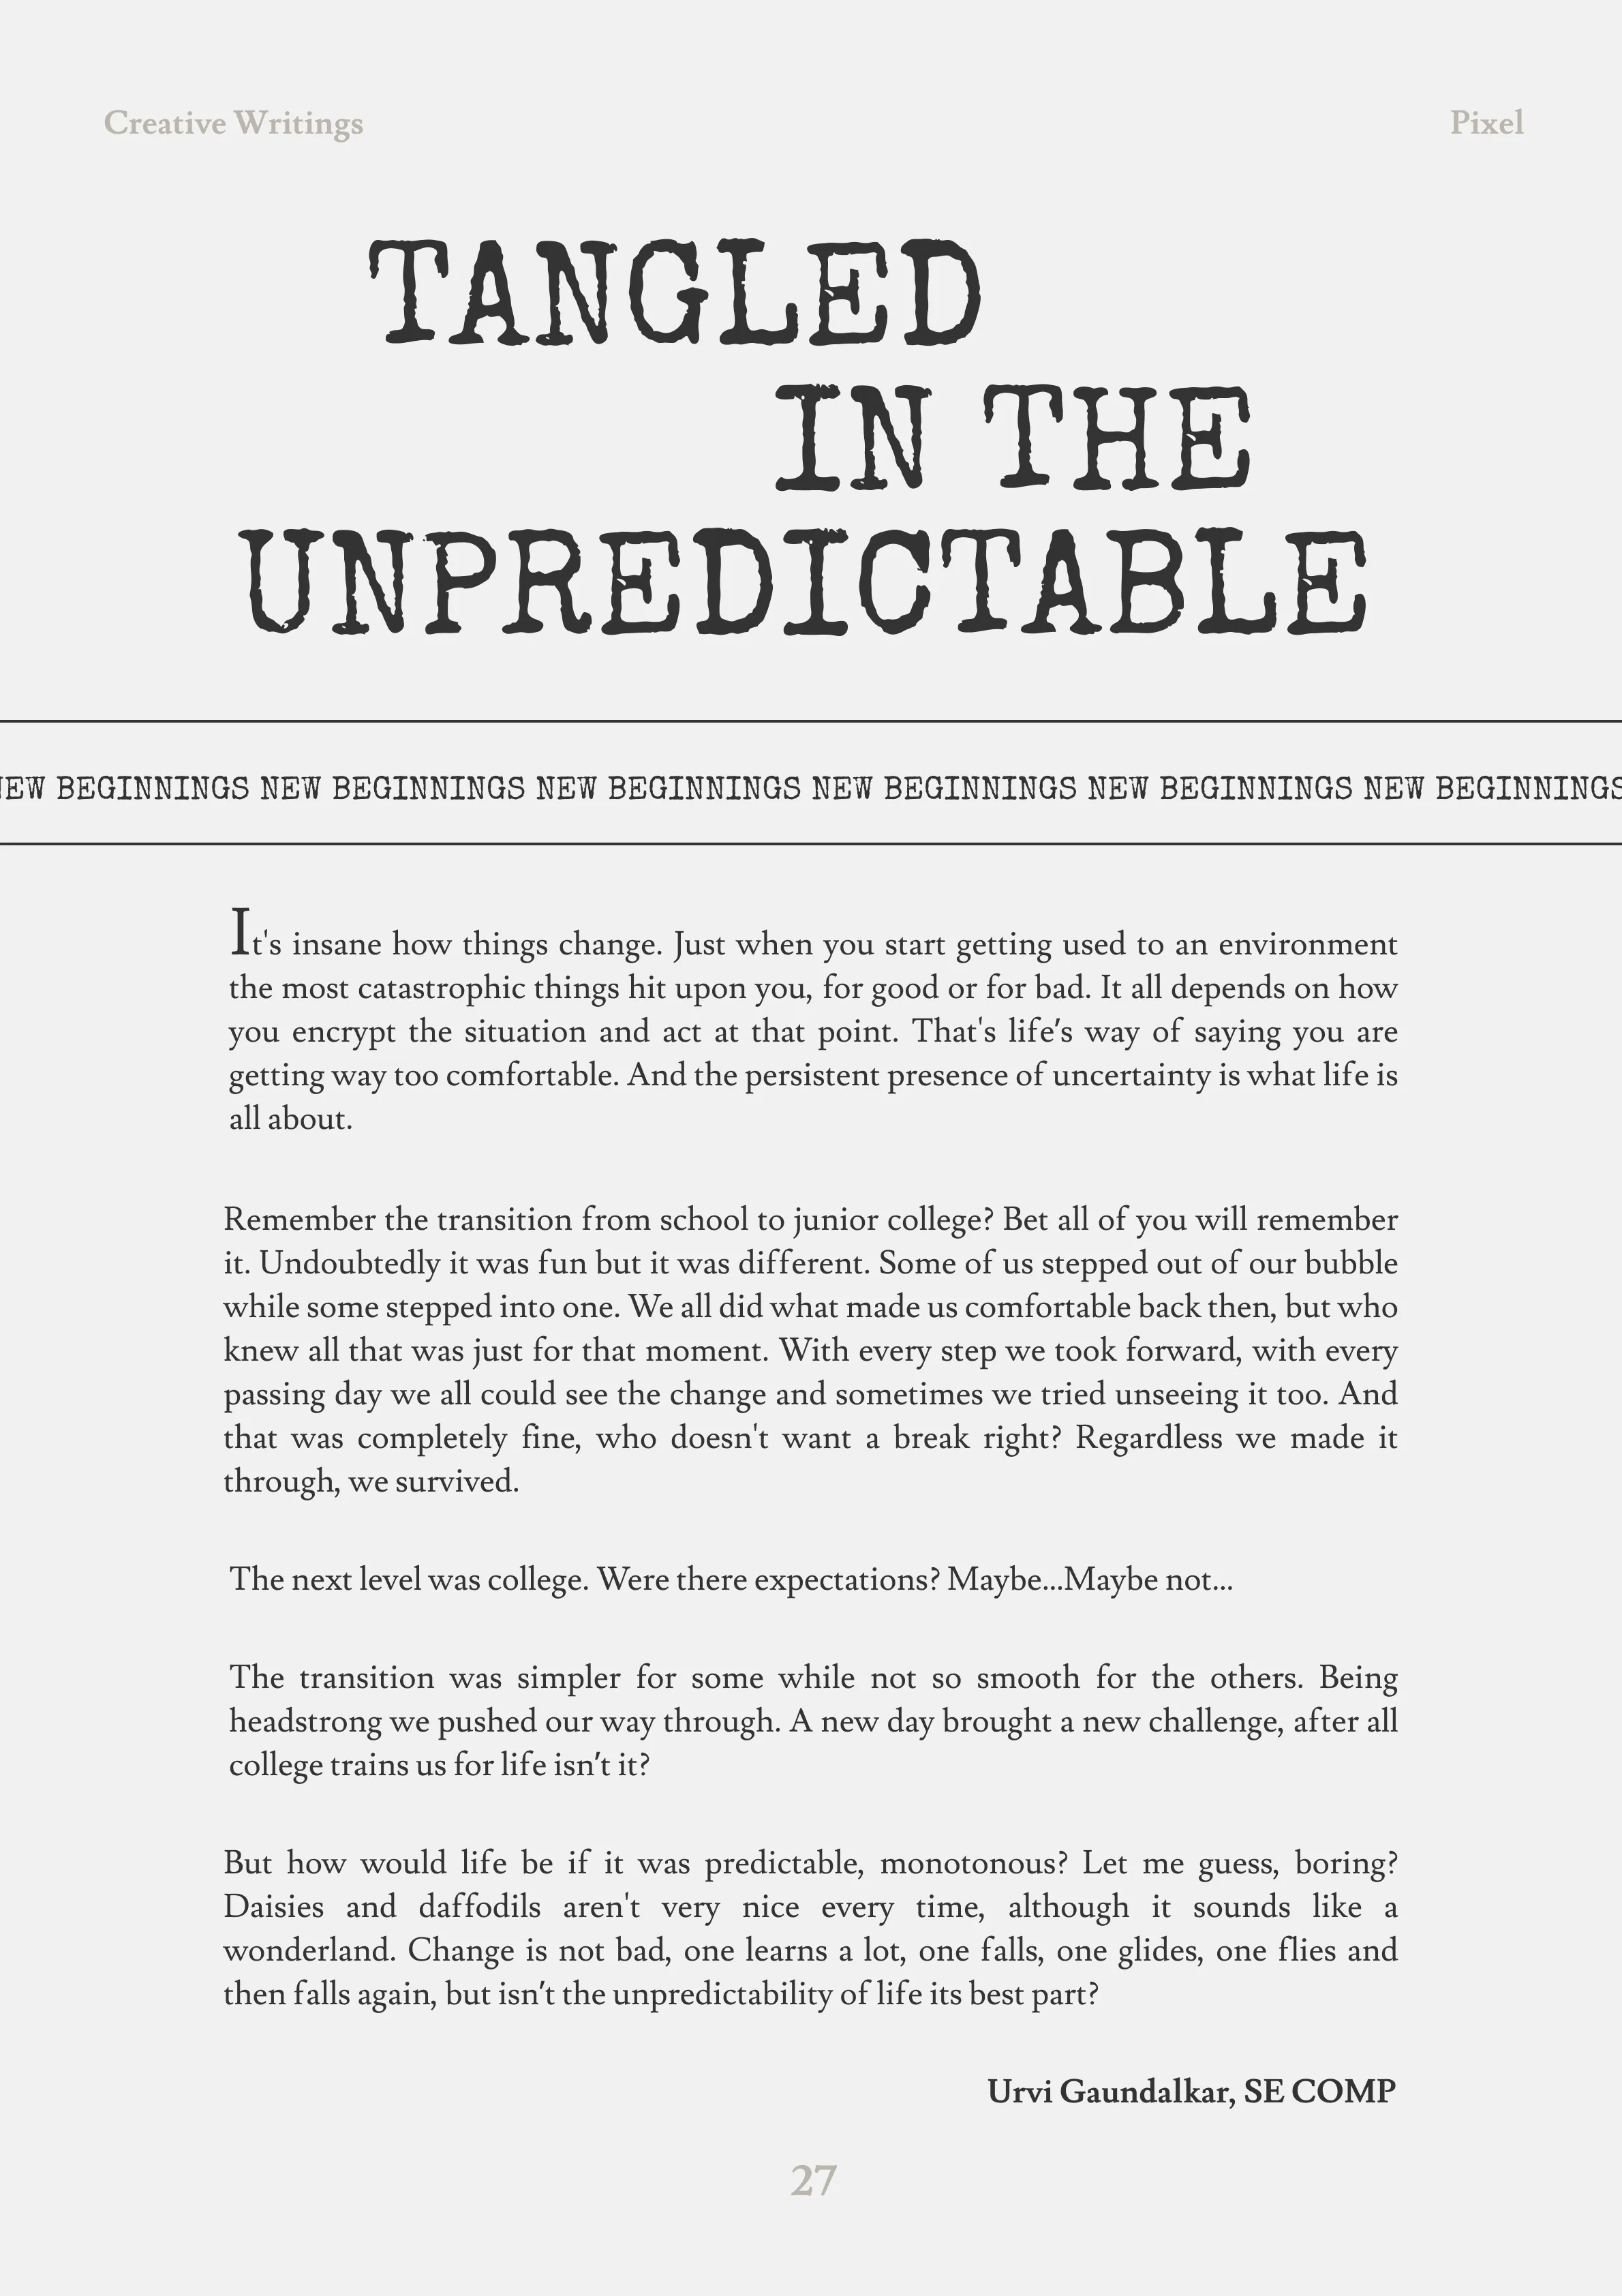 Creative Writings
Pixel
TANGLED
IN THE
UNPREDICTABLE
NEW BEGINNINGS NEW BEGINNINGS NEW BEGINNINGS NEW BEGINNINGS NEW BEGINNINGS NEW BEGINNINGS
It's insane how things change. Just when you start getting used to an environment
the most catastrophic things hit upon you, for good or for bad. It all depends on how
you encrypt the situation and act at that point. That's life's way of saying you are
getting way too comfortable. And the persistent presence of uncertainty is what life is
all about.
Remember the transition from school to junior college? Bet all of you will remember
it. Undoubtedly it was fun but it was different. Some of us stepped out of our bubble
while some stepped into one. We all did what made us comfortable back then, but who
knew all that was just for that moment. With every step we took forward, with every
passing day we all could see the change and sometimes we tried unseeing it too. And
that was completely fine, who doesn't want a break right? Regardless we made it
through, we survived.
The next level was college. Were there expectations? Maybe...Maybe not...
The transition was simpler for some while not so smooth for the others. Being
headstrong we pushed our way through. A new day brought a new challenge, after all
college trains us for life isn't it?
But how would life be if it was predictable, monotonous? Let me guess, boring?
Daisies and daffodils aren't very nice every time, although it sounds like a
wonderland. Change is not bad, one learns a lot, one falls, one glides, one flies and
then falls again, but isn't the unpredictability of life its best part?
Urvi Gaundalkar, SE COMP
27